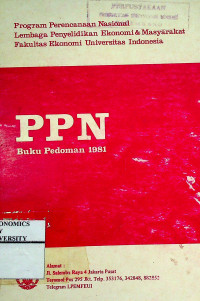 PERPUSTAKAAN
Program Perencanaan Nasional
Lembaga Penyelidikan Ekonomi & Masyarakat
Fakultas Ekonomi Universitas Indonesia
PPN
Buku Pedoman 1981
ONOMICS
Y
VERSITY
Alamat :
Jl. Salemba Raya 4 Jakarta Pusat
Telegram LPEMFEUI